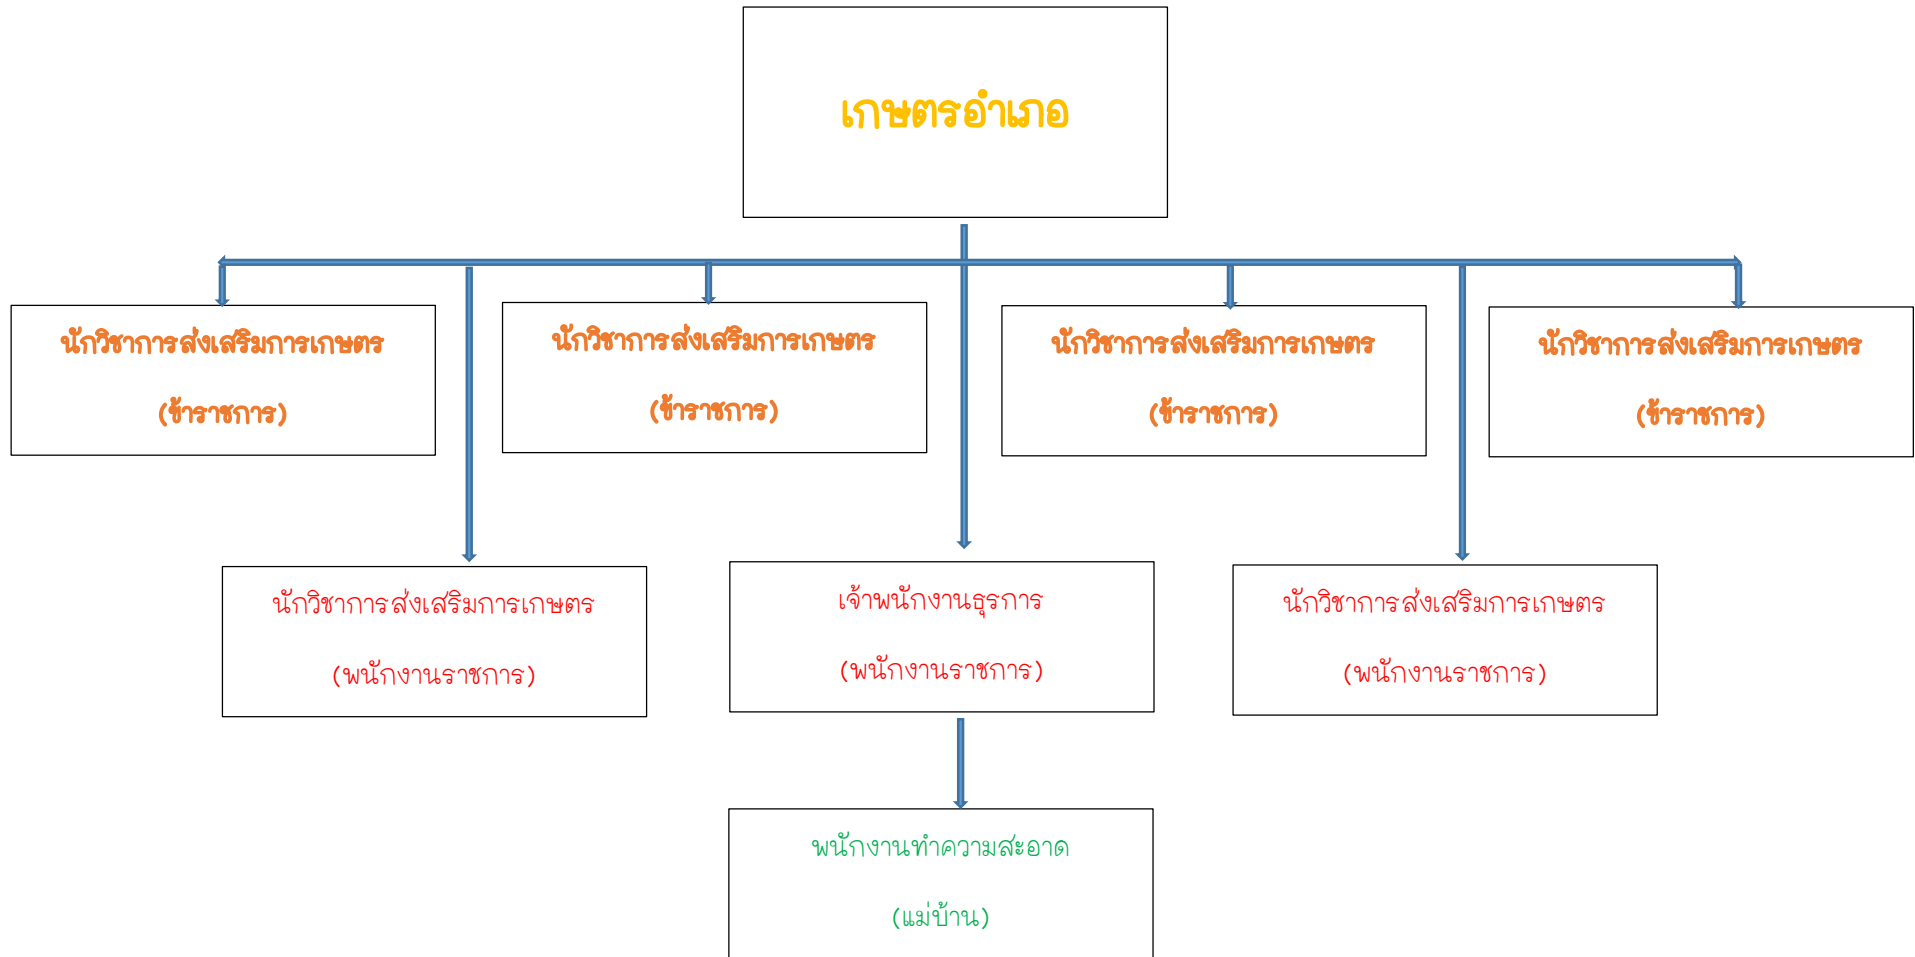 เกษตรอำเภอ
นักวิชาการส่งเสริมการเกษตร
(ข้าราชการ)
นักวิชาการส่งเสริมการเกษตร
(ข้าราชการ)
นักวิชาการส่งเสริมการเกษตร
(ข้าราชการ)
นักวิชาการส่งเสริมการเกษตร
(ข้าราชการ)
นักวิชาการส่งเสริมการเกษตร
(พนักงานราชการ)
เจ้าพนักงานธุรการ
(พนักงานราชการ)
นักวิชาการส่งเสริมการเกษตร
(พนักงานราชการ)
พนักงานทำความสะอาด
(แม่บ้าน)